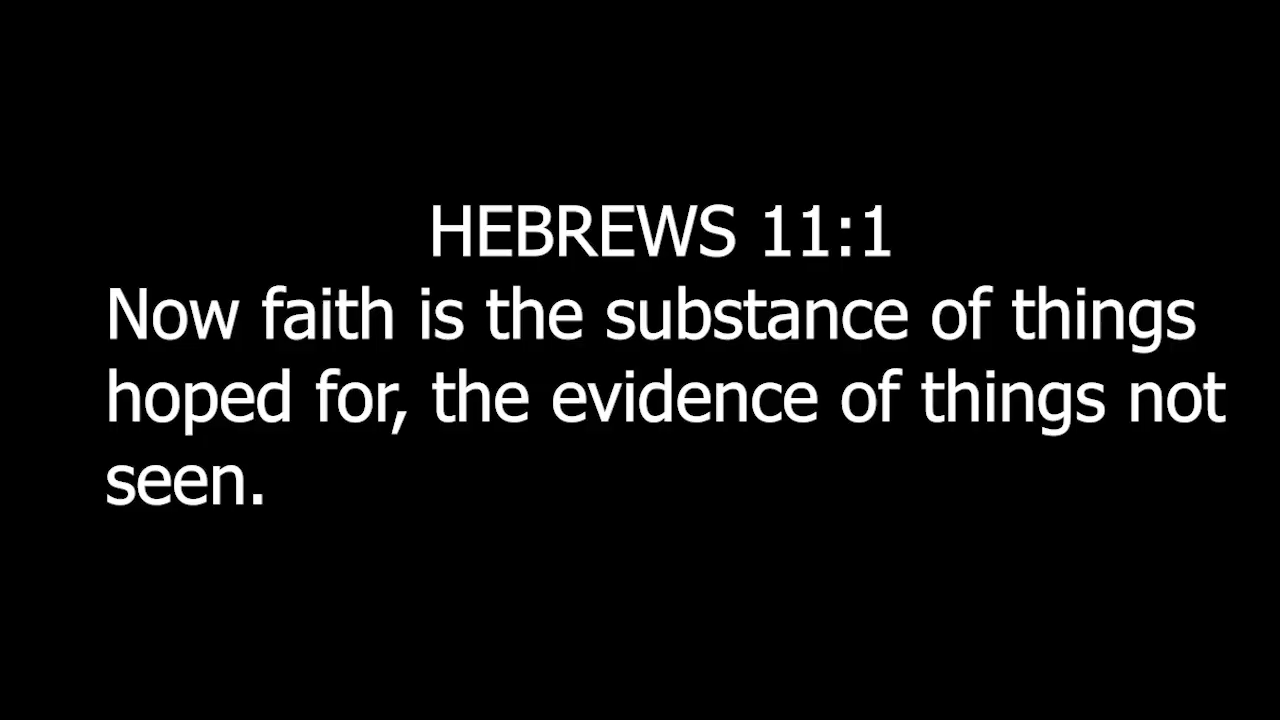 HEBREWS 11:1
Now faith is the substance of things
hoped for, the evidence of things not
seen.